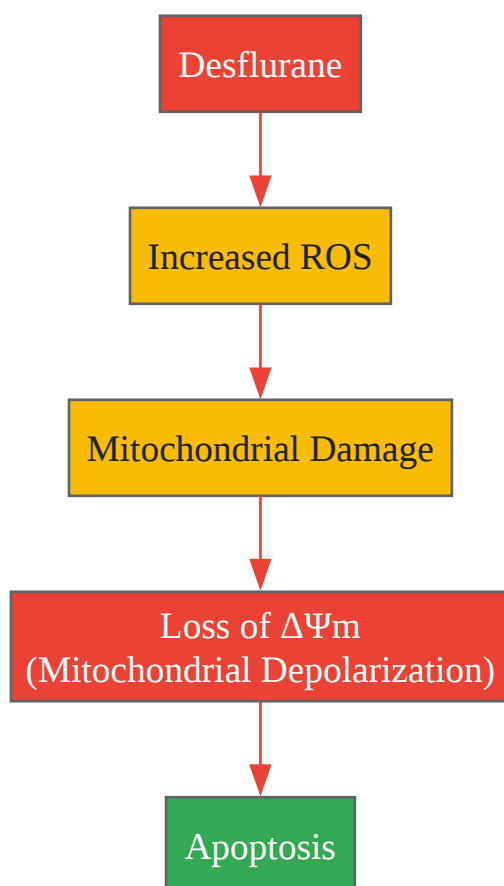 Desflurane
Increased ROS
Mitochondrial Damage
Loss of ΔΨm
(Mitochondrial Depolarization)
Apoptosis